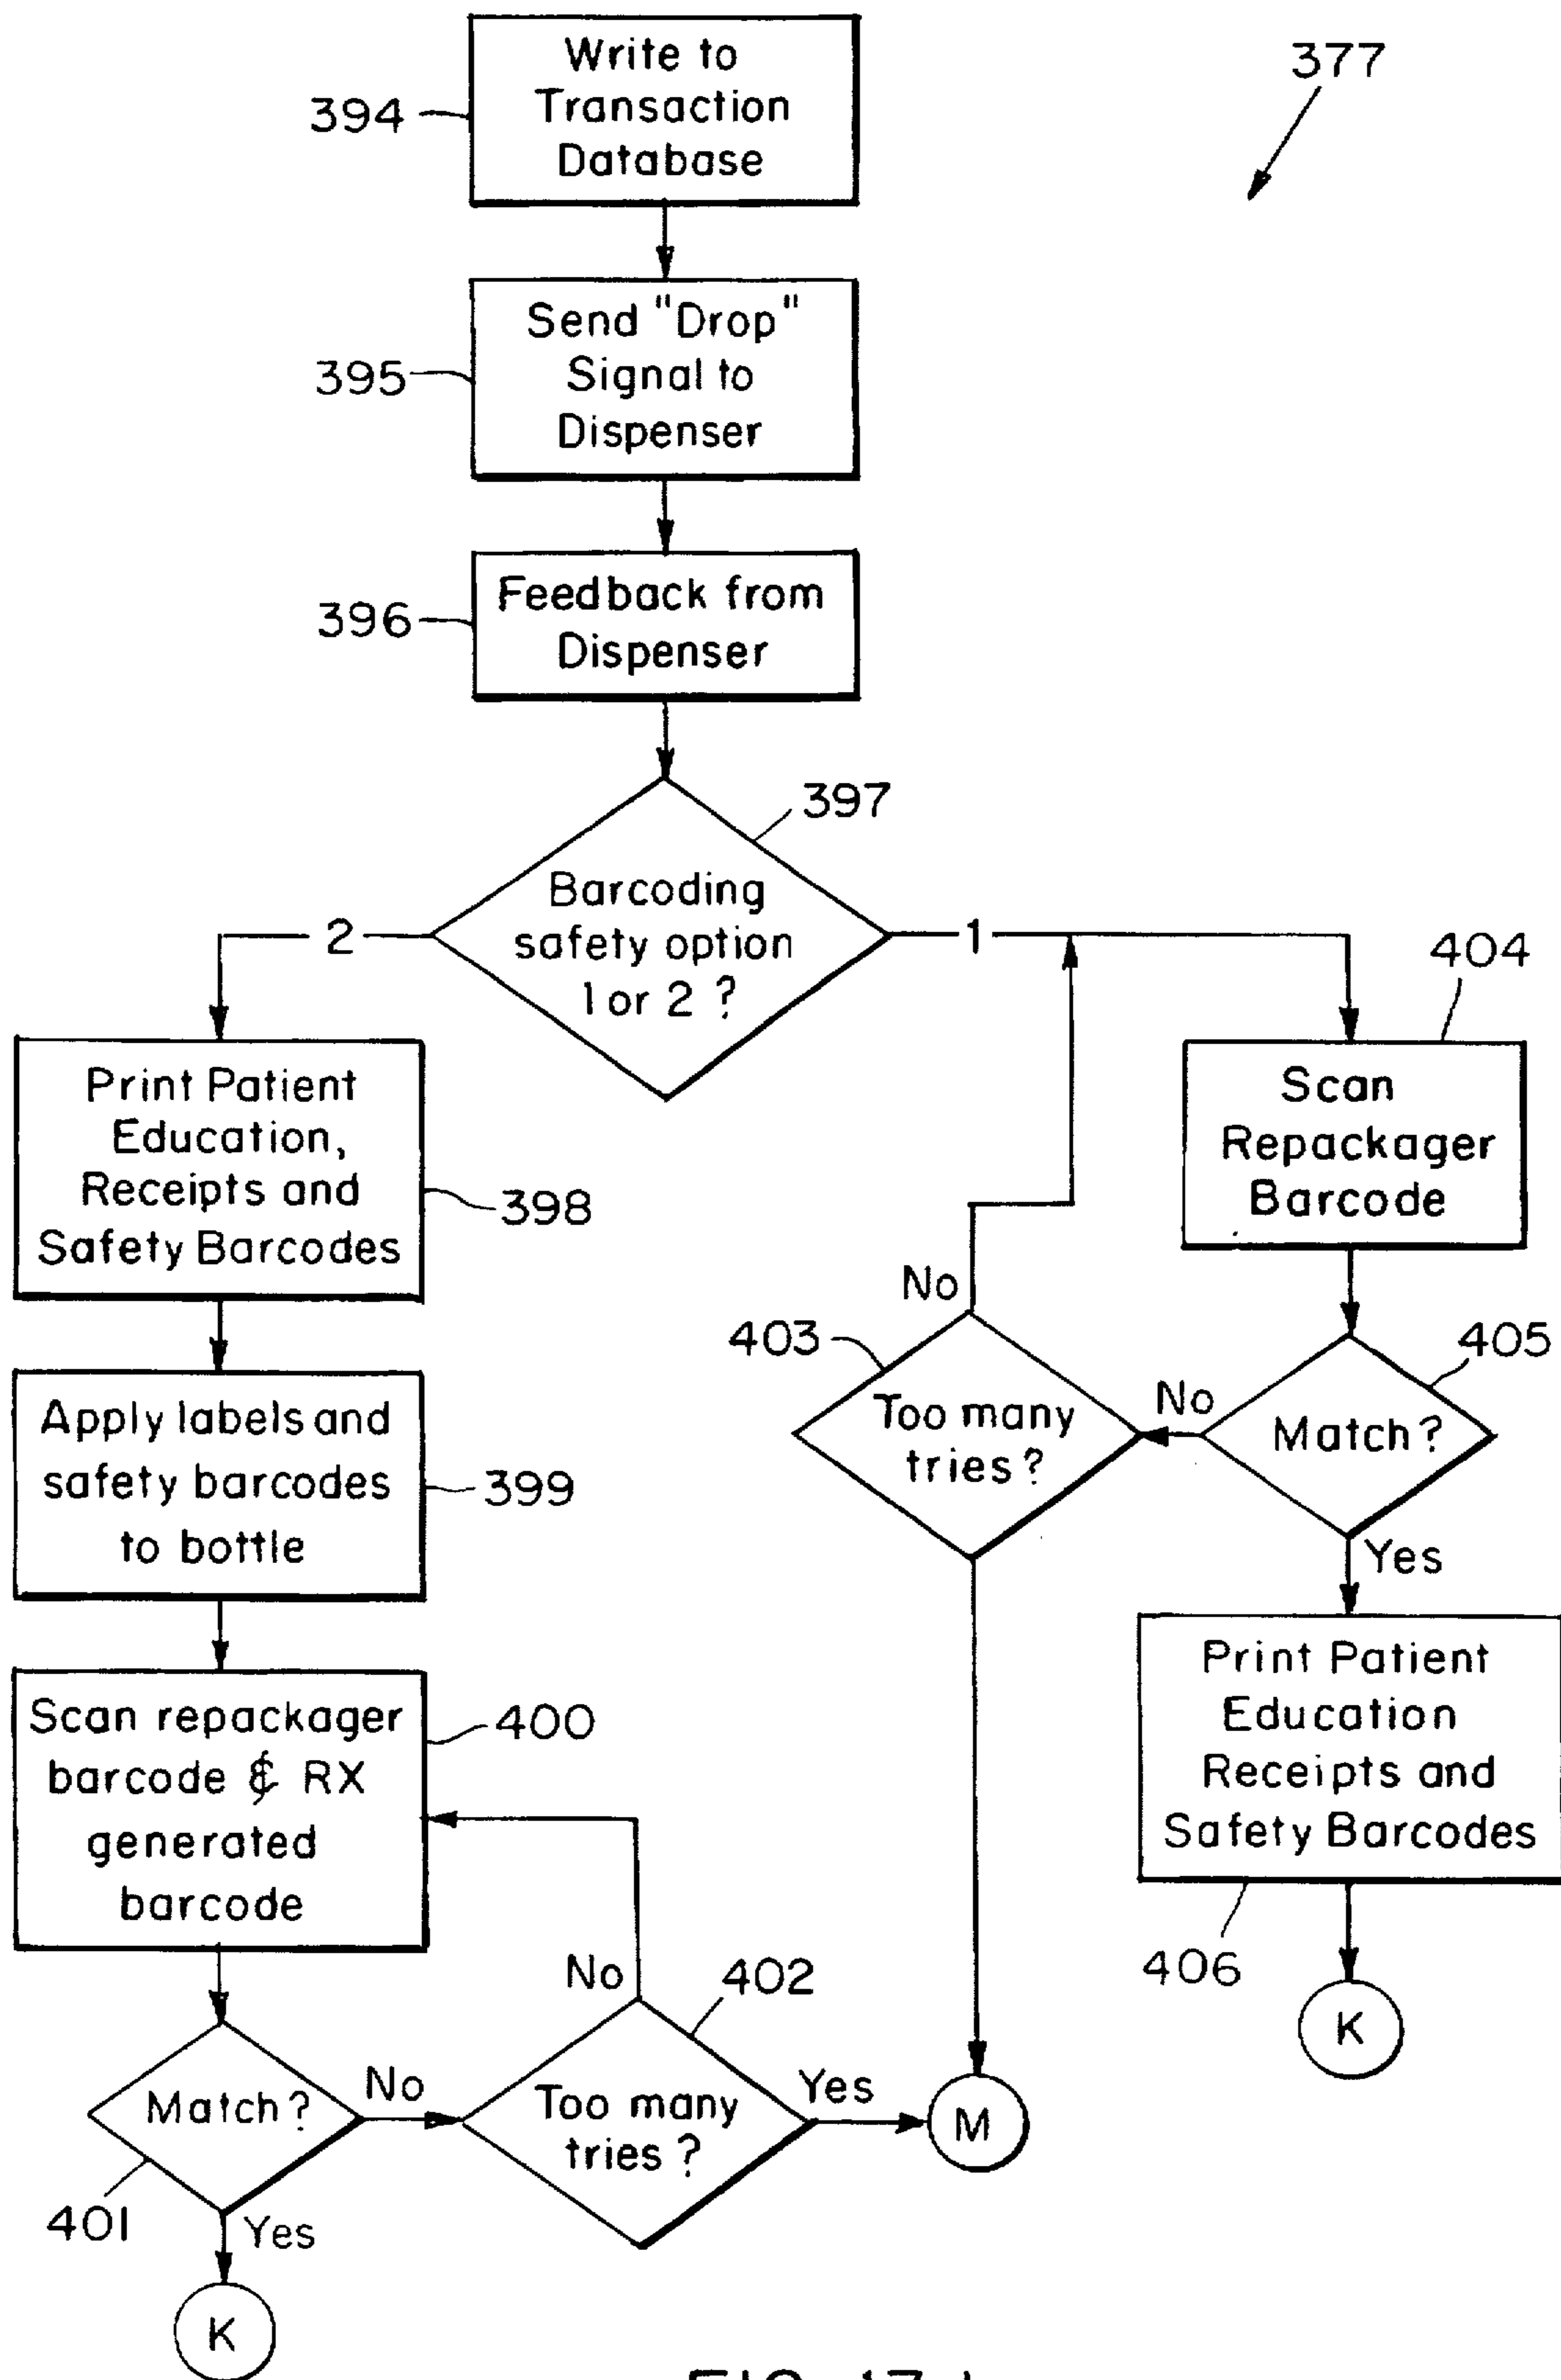 Write to
Transaction
Database
394
377
Send "Drop"
Signal to
Dispenser
395
Feedback from
Dispenser
396
397
Barcoding
safety option
1 or 2 ?
2
1
404
Print Patient
Education,
Receipts and
Safety Barcodes
398
Scan
Repackager
Barcode
No
403
Too many
tries?
No
405
Match?
Yes
Apply labels and
safety barcodes
to bottle
399
Print Patient
Education
Receipts and
Safety Barcodes
406
K
Scan repackager
barcode & RX
generated
barcode
400
No
402
Match?
401
No
Too many
tries ?
Yes
M
Yes
K